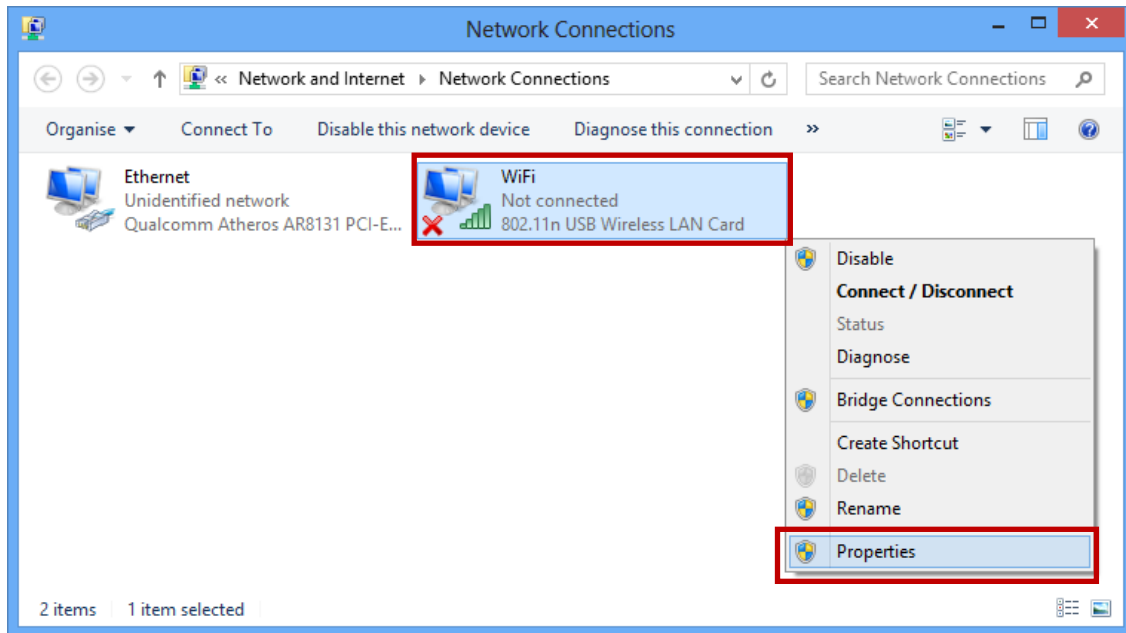 Network Connections
« Network and Internet Network Connections Search Network Connections
Organise Connect To Disable this network device Diagnose this connection »
Ethernet
Unidentified network
Qualcomm Atheros AR8131 PCI-E...
WiFi
Not connected
802.11n USB Wireless LAN Card
Disable
Connect / Disconnect
Status
Diagnose
Bridge Connections
Create Shortcut
Delete
Rename
Properties
2 items 1 item selected